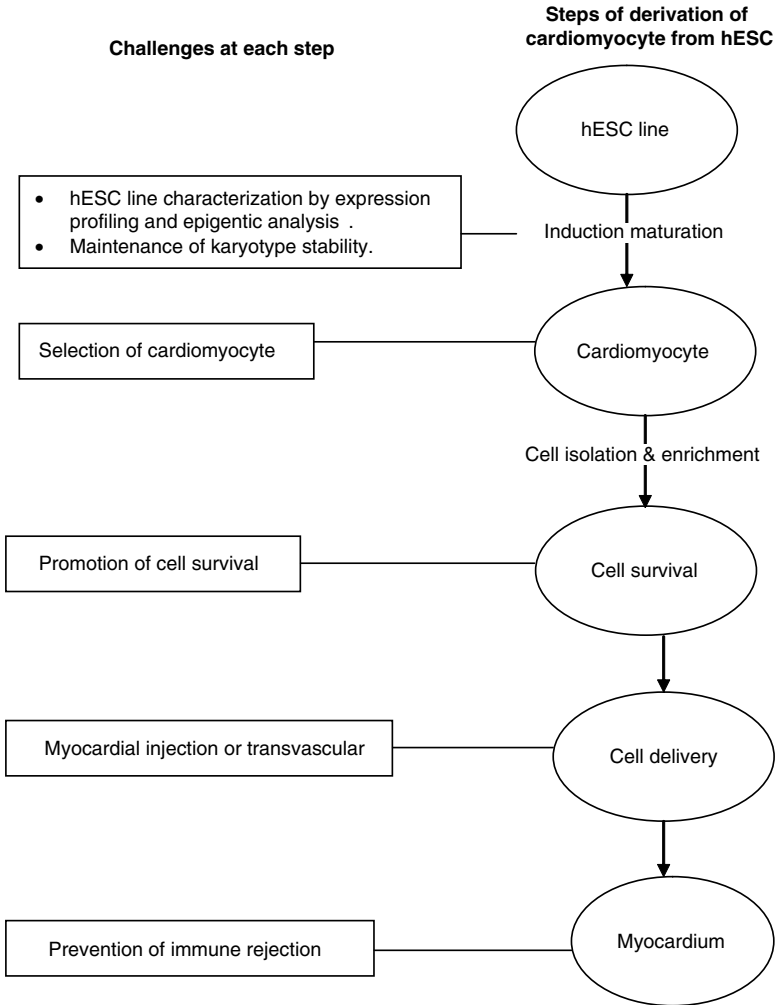 Challenges at each step
Steps of derivation of
cardiomyocyte from hESC
hESC line
• hESC line characterization by expression
profiling and epigentic analysis .
• Maintenance of karyotype stability.
Induction maturation
Selection of cardiomyocyte
Cardiomyocyte
Cell isolation & enrichment
Promotion of cell survival
Cell survival
Myocardial injection or transvascular
Cell delivery
Prevention of immune rejection
Myocardium